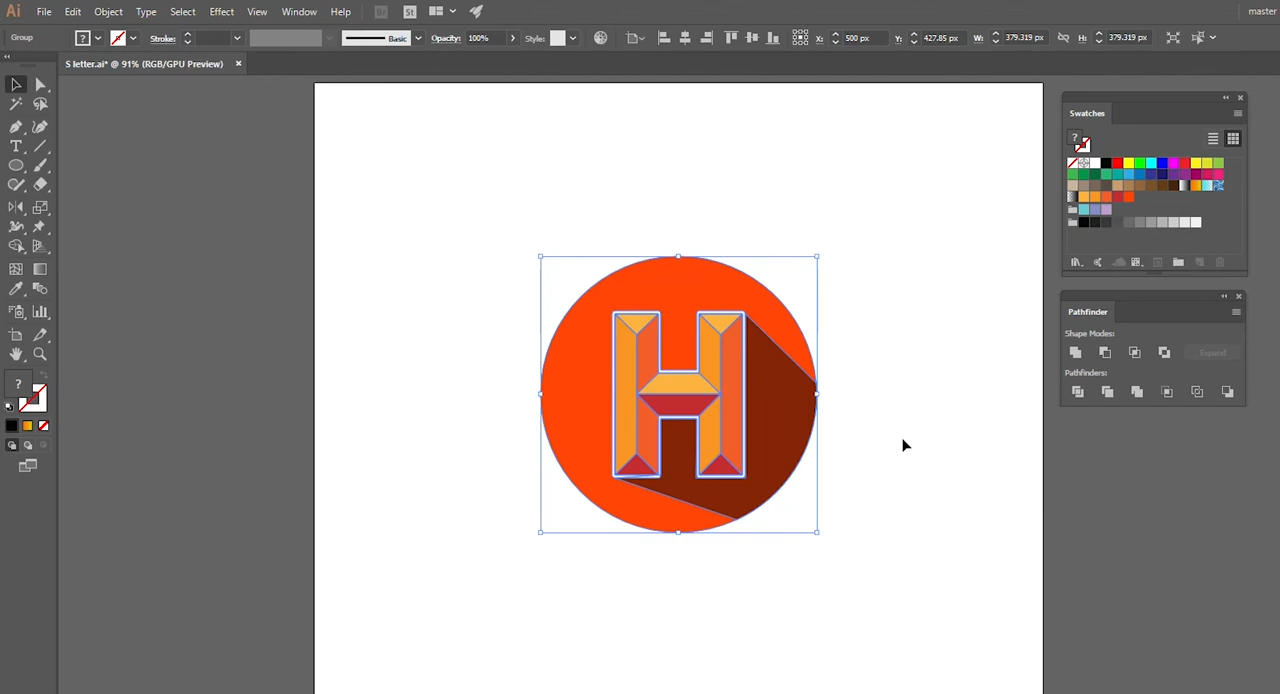 Ai File Edit Object Type Select Effect View Window Help Br St master
Group ? Stroke: Basic Opacity: 100% Style: X: 500 px Y: 427.85 px W: 379.319 px H: 379.319 px
S letter.ai* @ 91% (RGB/GPU Preview) ×
Swatches
?
Pathfinder
Shape Modes:
Expand
Pathfinders:
T
?
H